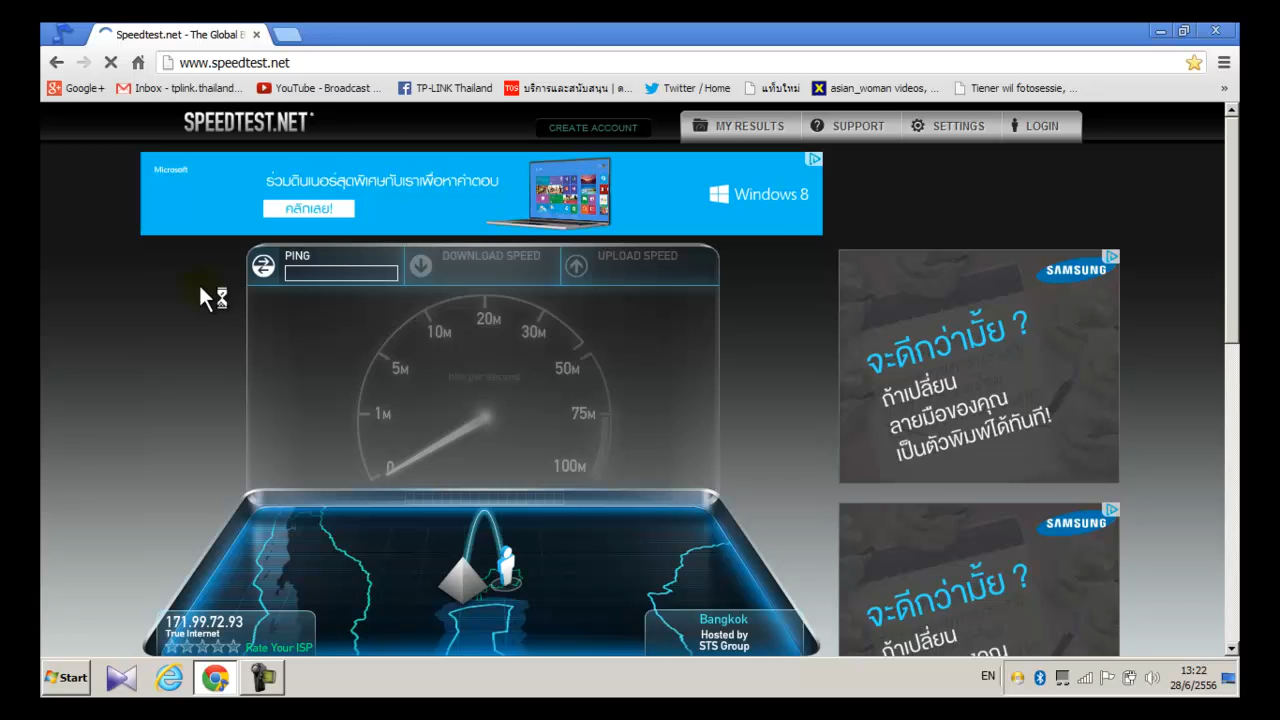 Speedtest.net - The Global B
www.speedtest.net
Google+ Inbox - tplink.thailand... YouTube - Broadcast ... TP-LINK Thailand TOS บริการและสนับสนุน | ต... Twitter / Home แท็บใหม่ X asian_woman videos, ... Tiener wil fotosessie, ... »
SPEEDTEST.NET
CREATE ACCOUNT MY RESULTS SUPPORT SETTINGS LOGIN
Microsoft
ร่วมดินเนอร์สุดพิเศษกับเราเพื่อหาคำตอบ
คลิกเลย!
Windows 8
PING DOWNLOAD SPEED UPLOAD SPEED
0
1M
5M
10M
20M
30M
50M
75M
100M
SAMSUNG
จะดีกว่ามั้ย ?
ถ้าเปลี่ยน
ลายมือของคุณ
เป็นตัวพิมพ์ได้ทันที!
SAMSUNG
จะดีกว่ามั้ย ?
ถ้าเปลี่ยน
171.99.72.93
True Internet
Rate Your ISP
Bangkok
Hosted by
STS Group
Start
EN
13:22
28/6/2556